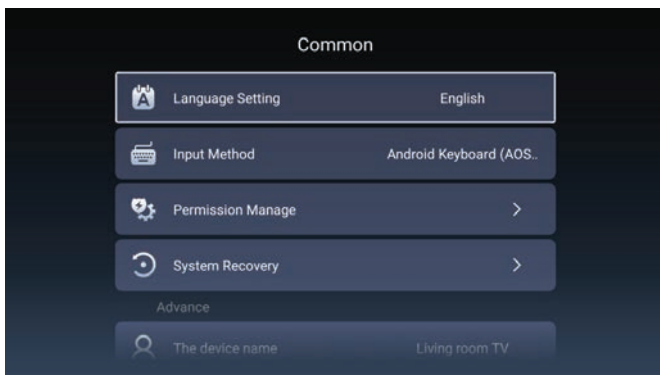 Common
Language Setting English
Input Method Android Keyboard (AOS..
Permission Manage
System Recovery
Advance
The device name Living room TV